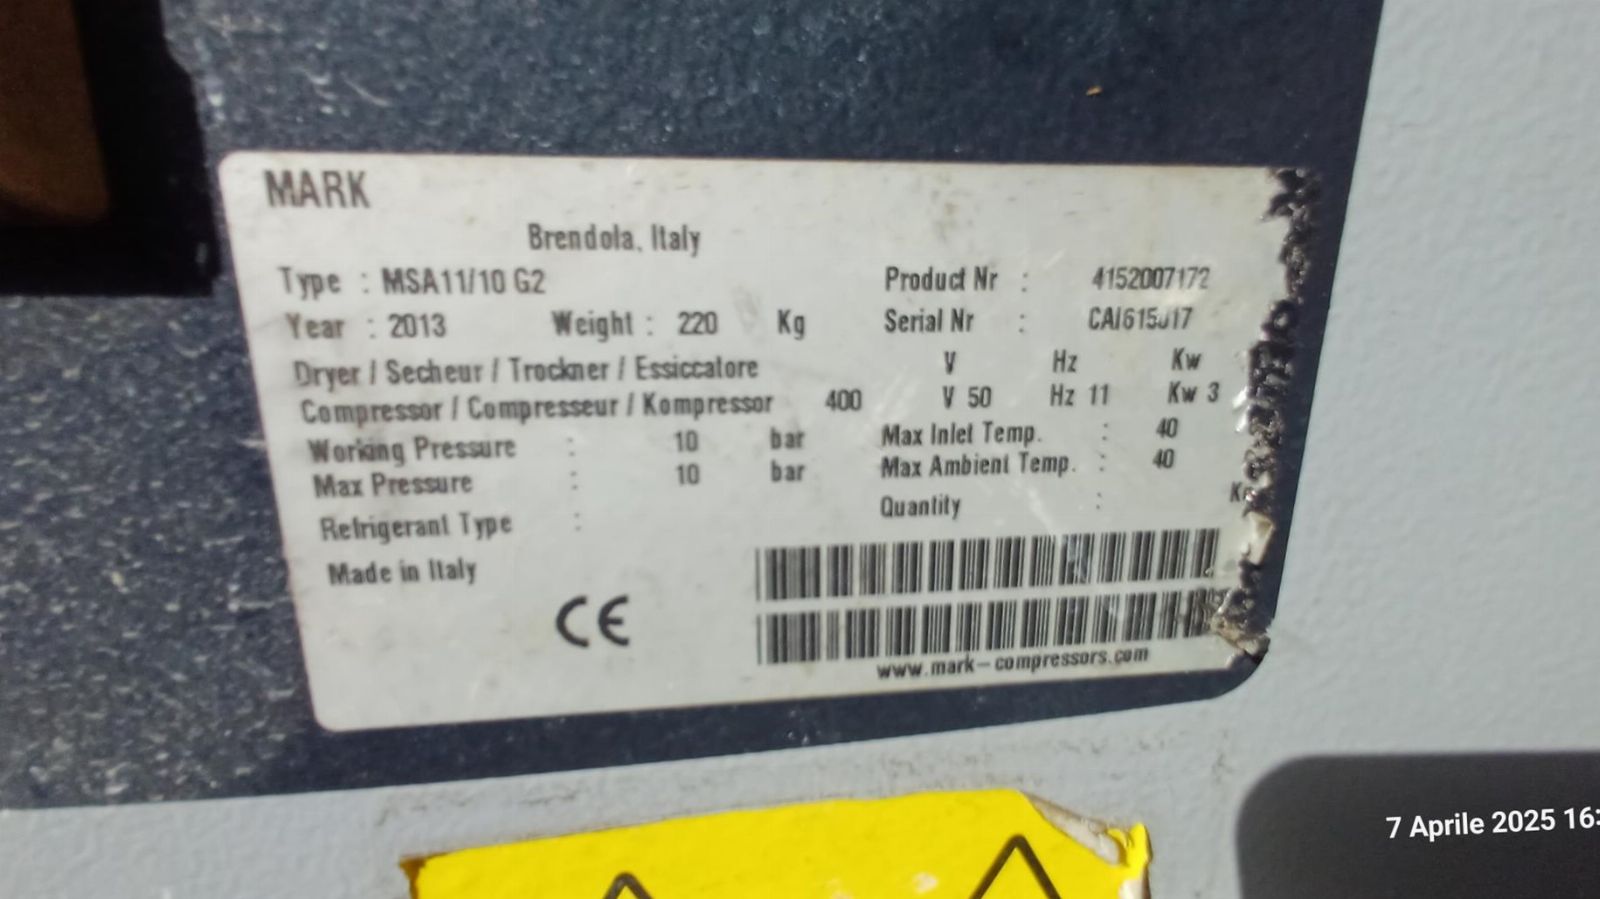 MARK
Brendola, Italy
Type : MSA11/10 G2 Product Nr : 4152007172
Year : 2013 Weight : 220 Kg Serial Nr :
Dryer / Secheur / Trockner / Essiccatore V Hz Kw
Compressor / Compresseur / Kompressor 400 V 50 Hz 11 Kw 3
Working Pressure : 10 bar Max Inlet Temp. : 40
Max Pressure : 10 bar Max Ambient Temp. : 40
Refrigerant Type : Quantity :
Made in Italy
CE
www.mark-compressors.com
7 Aprile 2025 16: